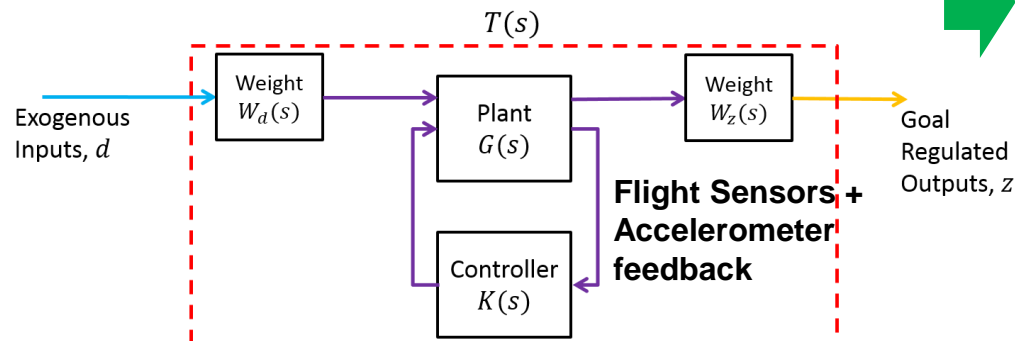 T(s)
Exogenous
Inputs, d
Weight
W_d(s)
Plant
G(s)
Weight
W_z(s)
Goal
Regulated
Outputs, z
Flight Sensors +
Accelerometer
feedback
Controller
K(s)